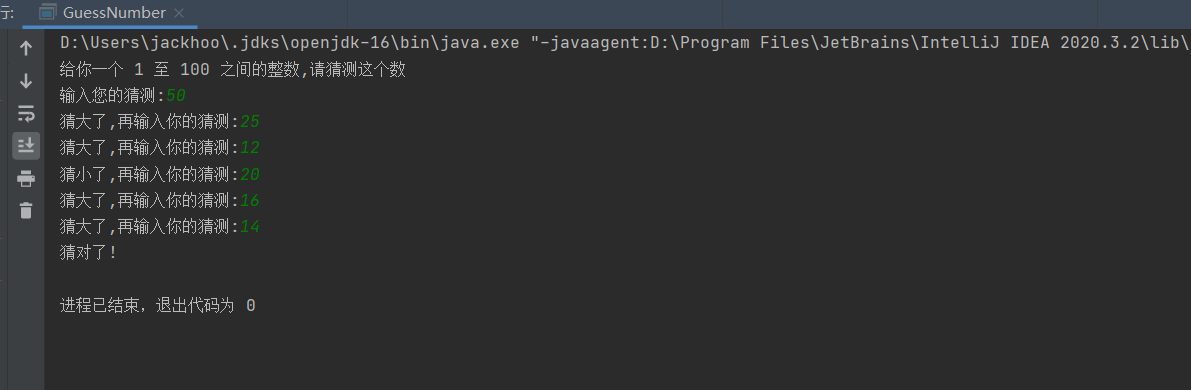 行: GuessNumber
D:\Users\jackhoo\.jdks\openjdk-16\bin\java.exe "-javaagent:D:\Program Files\JetBrains\IntelliJ IDEA 2020.3.2\lib\
给你一个 1 至 100 之间的整数,请猜测这个数
输入您的猜测:50
猜大了,再输入你的猜测:25
猜大了,再输入你的猜测:12
猜小了,再输入你的猜测:20
猜大了,再输入你的猜测:16
猜大了,再输入你的猜测:14
猜对了!
进程已结束，退出代码为 0